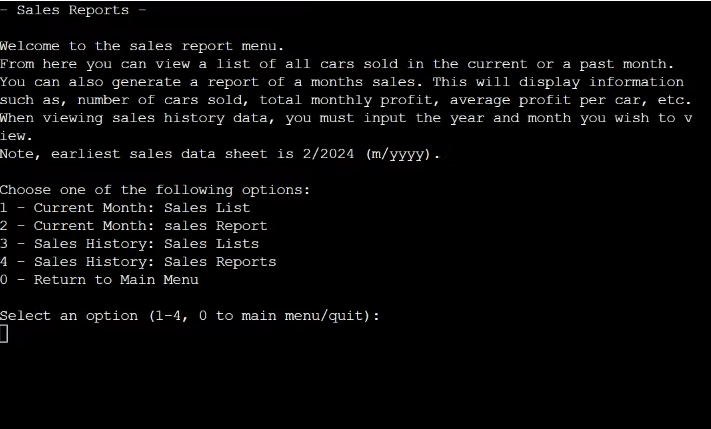 - Sales Reports -
Welcome to the sales report menu.
From here you can view a list of all cars sold in the current or a past month.
You can also generate a report of a months sales. This will display information
such as, number of cars sold, total monthly profit, average profit per car, etc.
When viewing sales history data, you must input the year and month you wish to v
iew.
Note, earliest sales data sheet is 2/2024 (m/yyyy).
Choose one of the following options:
1 - Current Month: Sales List
2 - Current Month: sales Report
3 - Sales History: Sales Lists
4 - Sales History: Sales Reports
0 - Return to Main Menu
Select an option (1-4, 0 to main menu/quit):